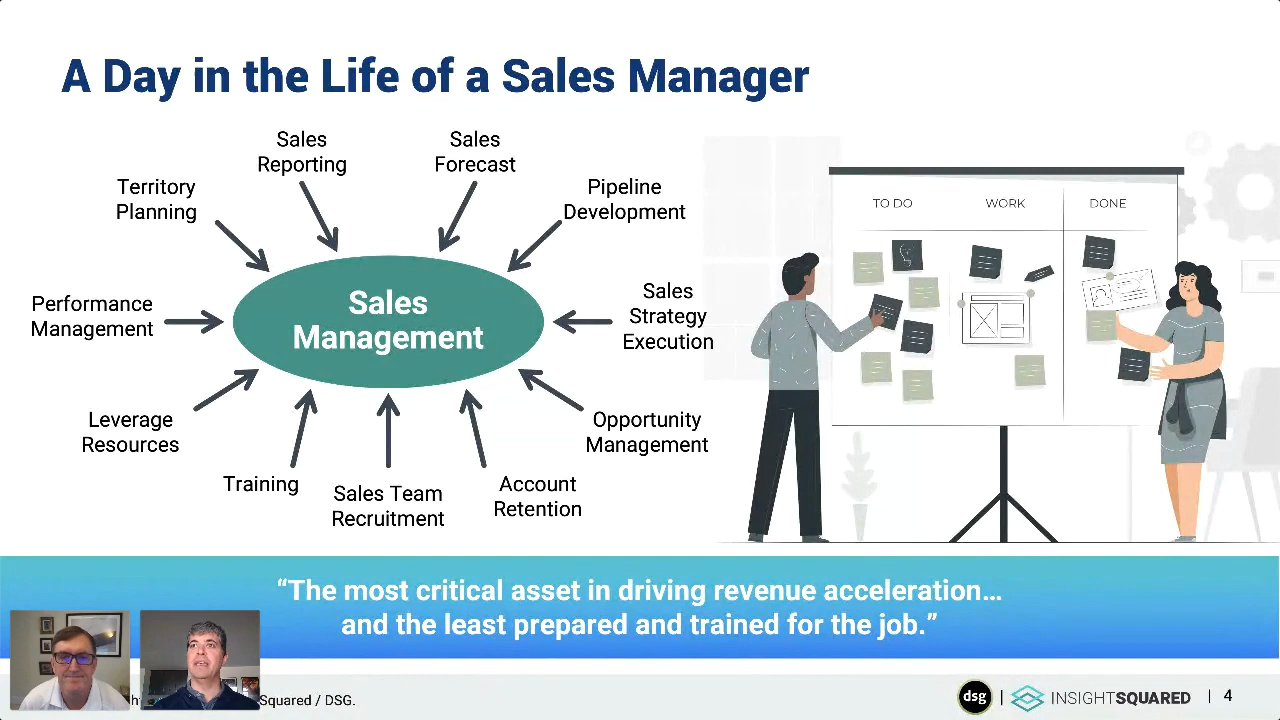 A Day in the Life of a Sales Manager
Sales
Reporting
Sales
Forecast
Territory
Planning
Pipeline
Development
Performance
Management
Sales
Management
Sales
Strategy
Execution
Leverage
Resources
Opportunity
Management
Training
Sales Team
Recruitment
Account
Retention
TO DO
WORK
DONE
“The most critical asset in driving revenue acceleration…
and the least prepared and trained for the job.”
Squared / DSG.
dsg | INSIGHTSQUARED | 4